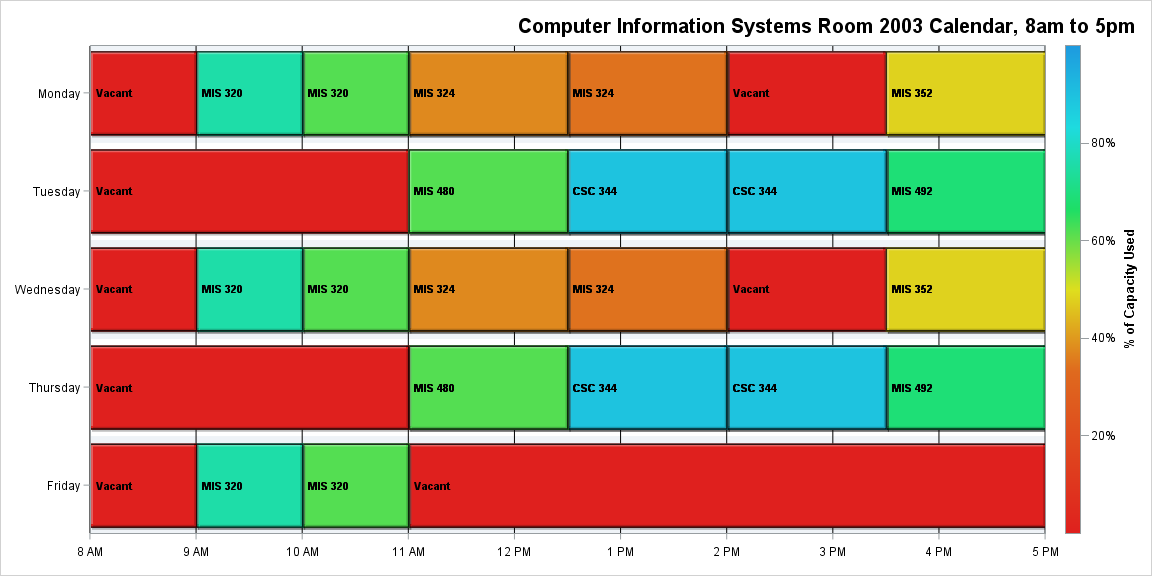 Computer Information Systems Room 2003 Calendar, 8am to 5pm
Monday
Vacant
MIS 320
MIS 320
MIS 324
MIS 324
Vacant
MIS 352
80%
Tuesday
Vacant
MIS 480
CSC 344
CSC 344
MIS 492
60%
Wednesday
Vacant
MIS 320
MIS 320
MIS 324
MIS 324
Vacant
MIS 352
% of Capacity Used
40%
Thursday
Vacant
MIS 480
CSC 344
CSC 344
MIS 492
20%
Friday
Vacant
MIS 320
MIS 320
Vacant
8 AM
9 AM
10 AM
11 AM
12 PM
1 PM
2 PM
3 PM
4 PM
5 PM